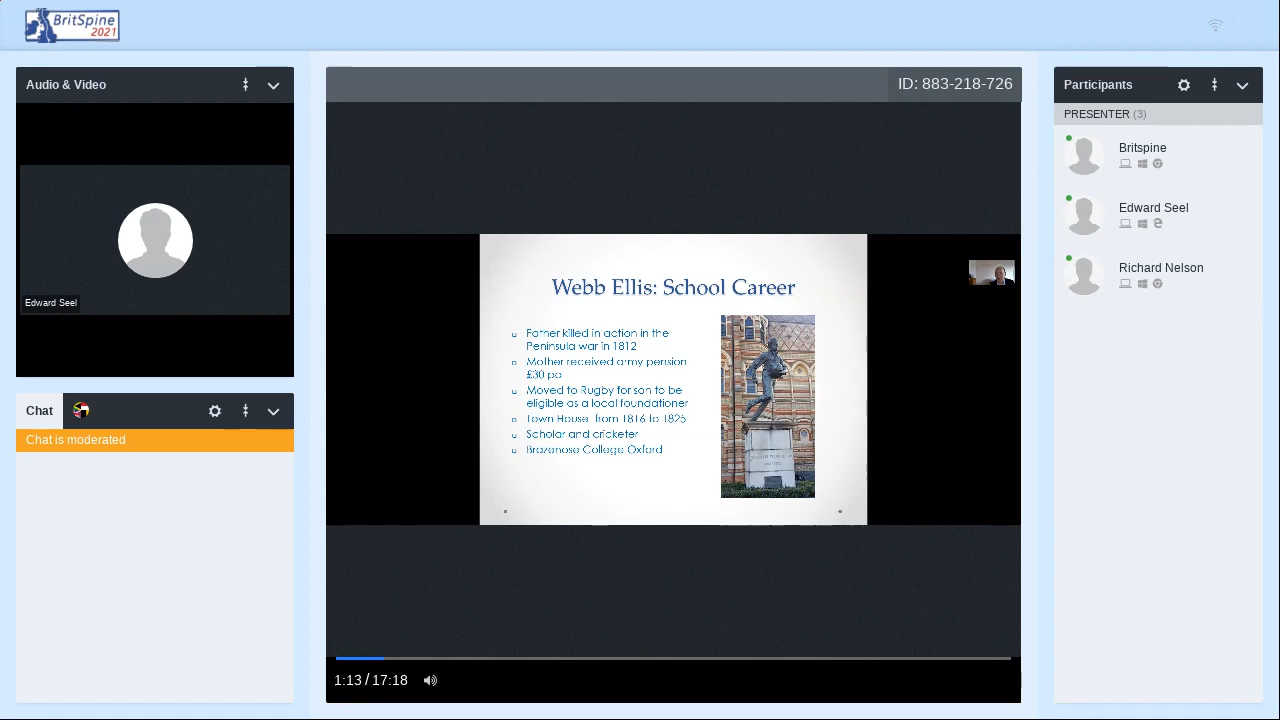 BritSpine
2021
Audio & Video
Edward Seel
Chat
Chat is moderated
ID: 883-218-726
Webb Ellis: School Career
Father killed in action in the
Peninsula war in 1812
Mother received army pension
£30 pa
Moved to Rugby for son to be
eligible as a local foundationer
Town House from 1816 to 1825
Scholar and cricketer
Brazenose College Oxford
1:13 / 17:18
Participants
PRESENTER (3)
Britspine
Edward Seel
Richard Nelson